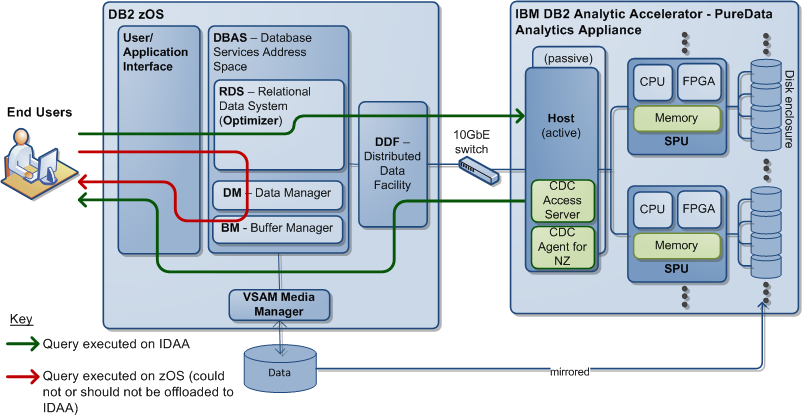 DB2 zOS
User/
Application
Interface
DBAS – Database
Services Address
Space
RDS – Relational
Data System
(Optimizer)
DM – Data Manager
BM - Buffer Manager
DDF –
Distributed
Data
Facility
VSAM Media
Manager
Data
End Users
10GbE
switch
IBM DB2 Analytic Accelerator - PureData
Analytics Appliance
(passive)
Host
(active)
CDC
Access
Server
CDC
Agent for
NZ
CPU
FPGA
Memory
SPU
CPU
FPGA
Memory
SPU
Disk enclosure
mirrored
Key
Query executed on IDAA
Query executed on zOS (could
not or should not be offloaded to
IDAA)